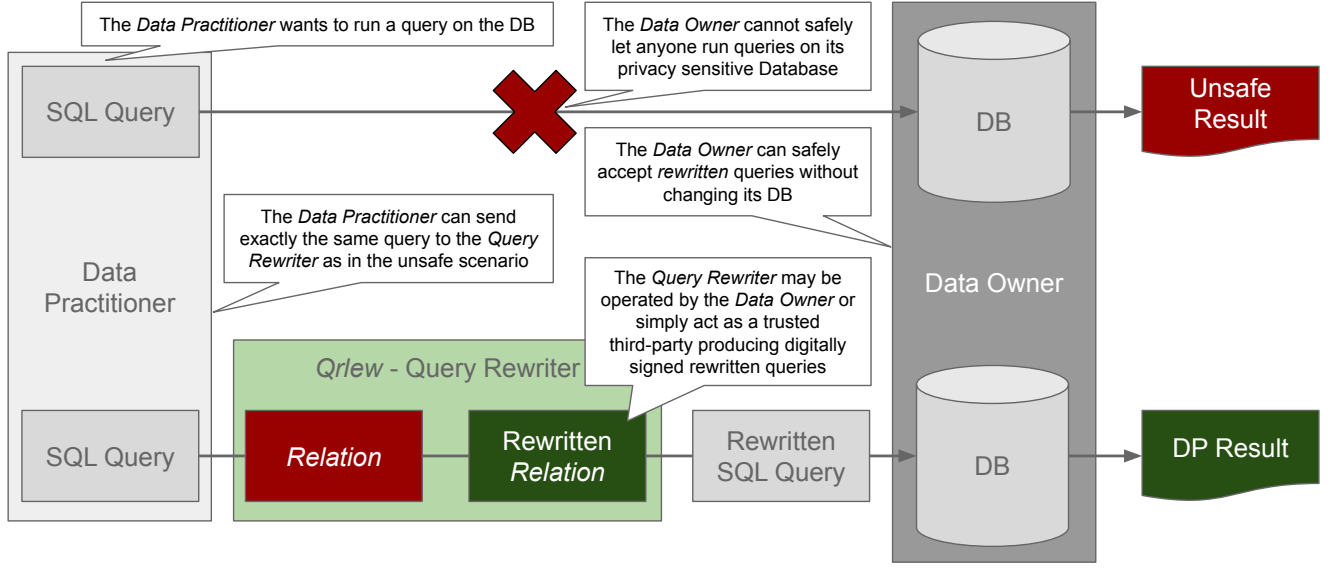 The Data Practitioner wants to run a query on the DB
The Data Owner cannot safely
let anyone run queries on its
privacy sensitive Database
SQL Query
DB
Unsafe
Result
The Data Owner can safely
accept rewritten queries without
changing its DB
The Data Practitioner can send
exactly the same query to the Query
Rewriter as in the unsafe scenario
Data
Practitioner
Data Owner
The Query Rewriter may be
operated by the Data Owner or
simply act as a trusted
third-party producing digitally
signed rewritten queries
Qrlew - Query Rewriter
SQL Query
Relation
Rewritten
Relation
Rewritten
SQL Query
DB
DP Result